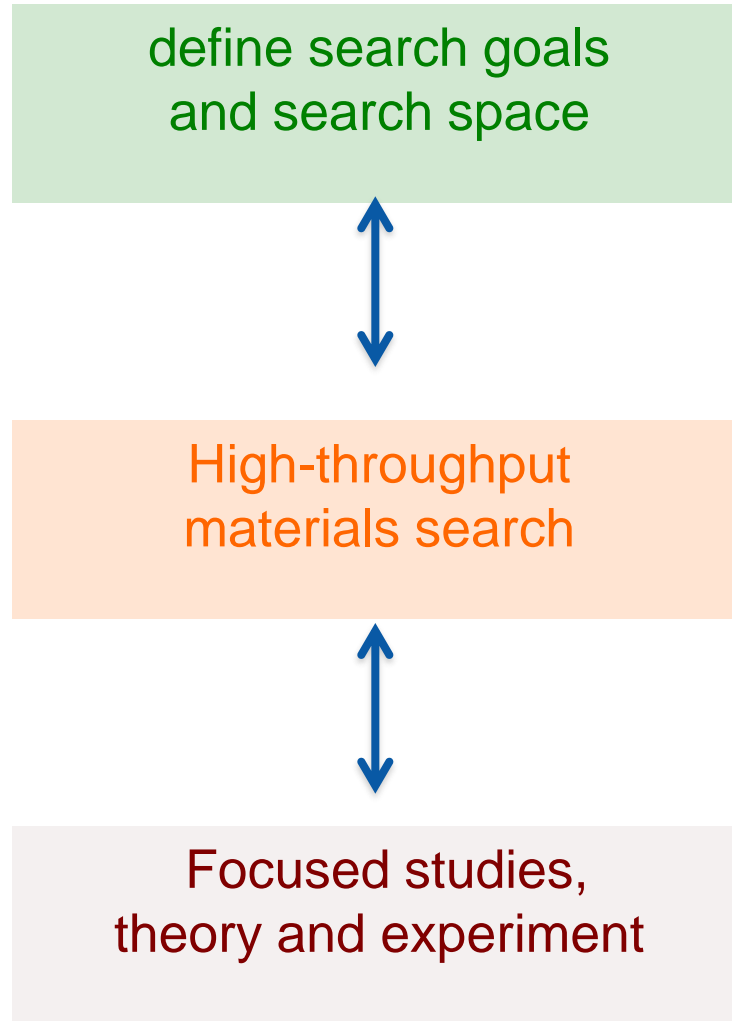 define search goals
and search space
High-throughput
materials search
Focused studies,
theory and experiment